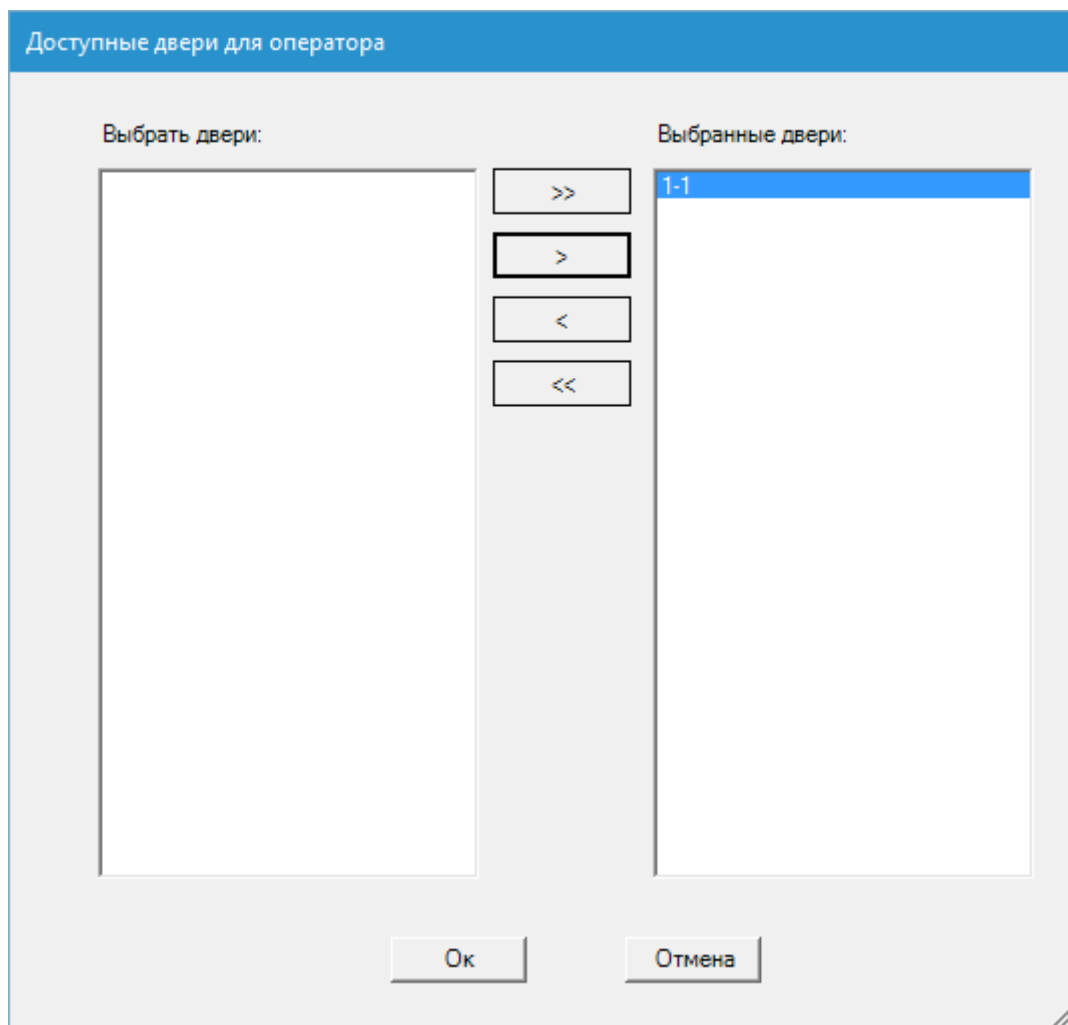 Доступные двери для оператора
Выбрать двери:
Выбранные двери:
>>
1-1
>
<
<<
Ок
Отмена